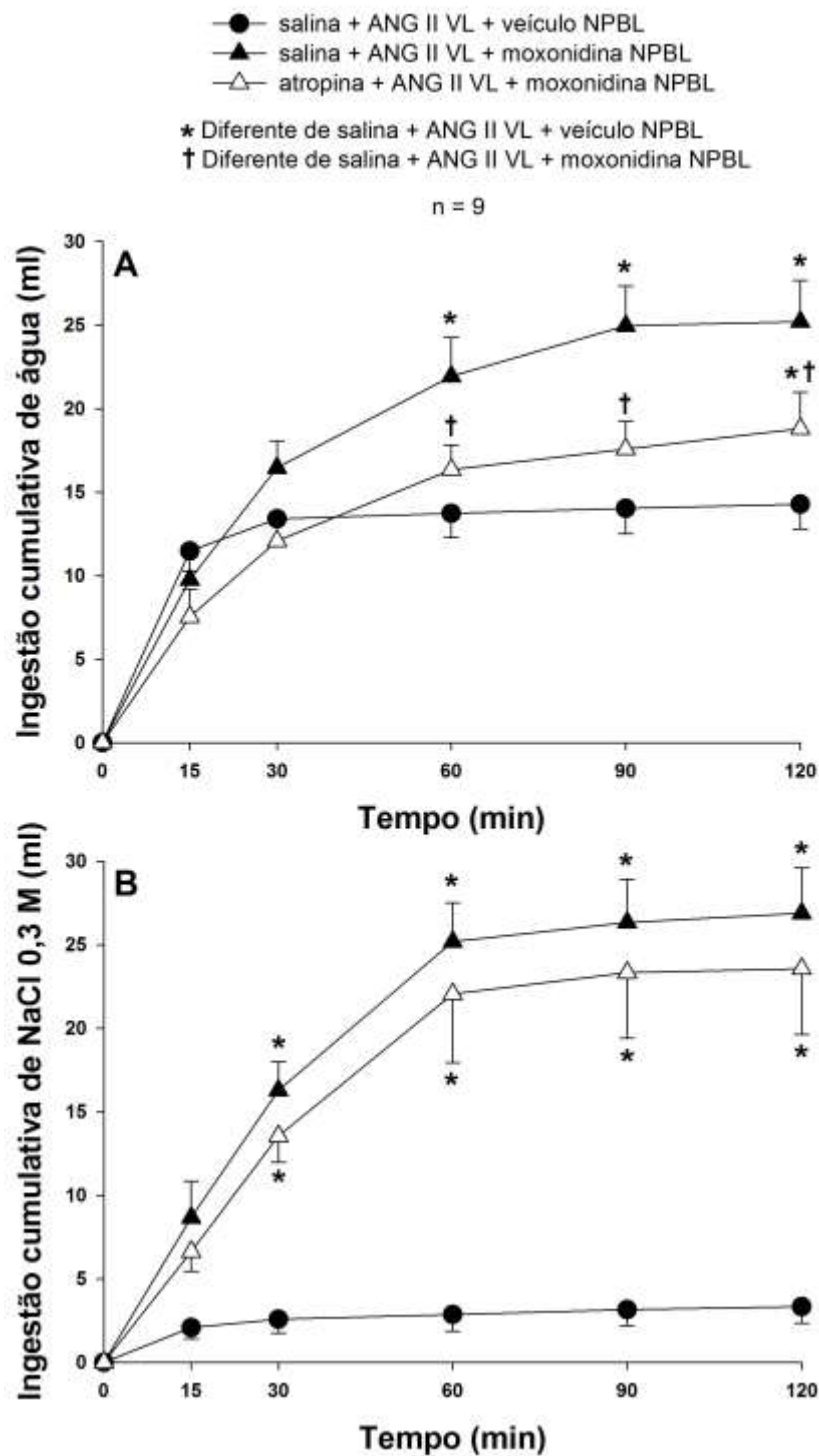 salina + ANG II VL + veículo NPBL
salina + ANG II VL + moxonidina NPBL
atropina + ANG II VL + moxonidina NPBL
* Diferente de salina + ANG II VL + veículo NPBL
† Diferente de salina + ANG II VL + moxonidina NPBL
n = 9
A
Ingestão cumulativa de água (ml)
30
25
20
15
10
5
0
* * *
† † *†
0 15 30 60 90 120
Tempo (min)
B
Ingestão cumulativa de NaCl 0,3 M (ml)
30
25
20
15
10
5
0
* * * *
* * * *
0 15 30 60 90 120
Tempo (min)